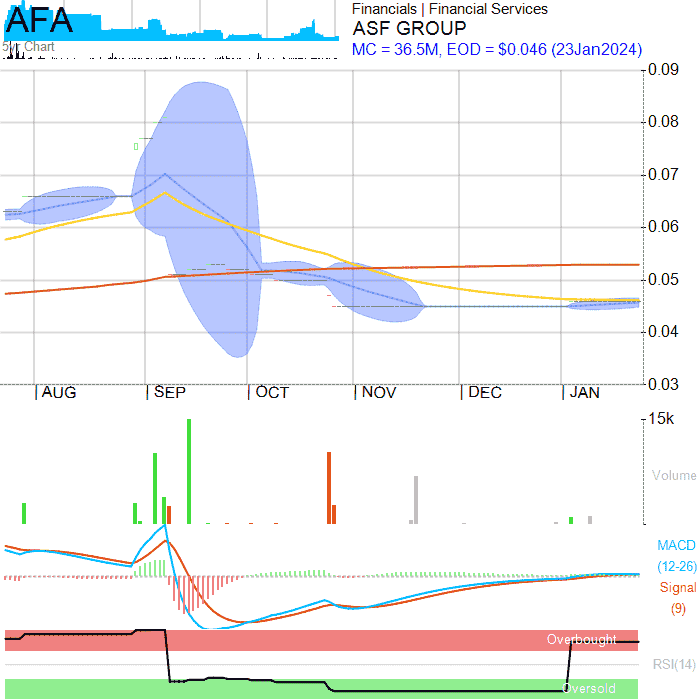 AFA
5yr Chart
Financials | Financial Services
ASF GROUP
MC = 36.5M, EOD = $0.046 (23Jan2024)
0.09
0.08
0.07
0.06
0.05
0.04
0.03
|AUG |SEP |OCT |NOV |DEC |JAN
15k
Volume
MACD
(12-26)
Signal
(9)
Overbought
RSI(14)
Oversold